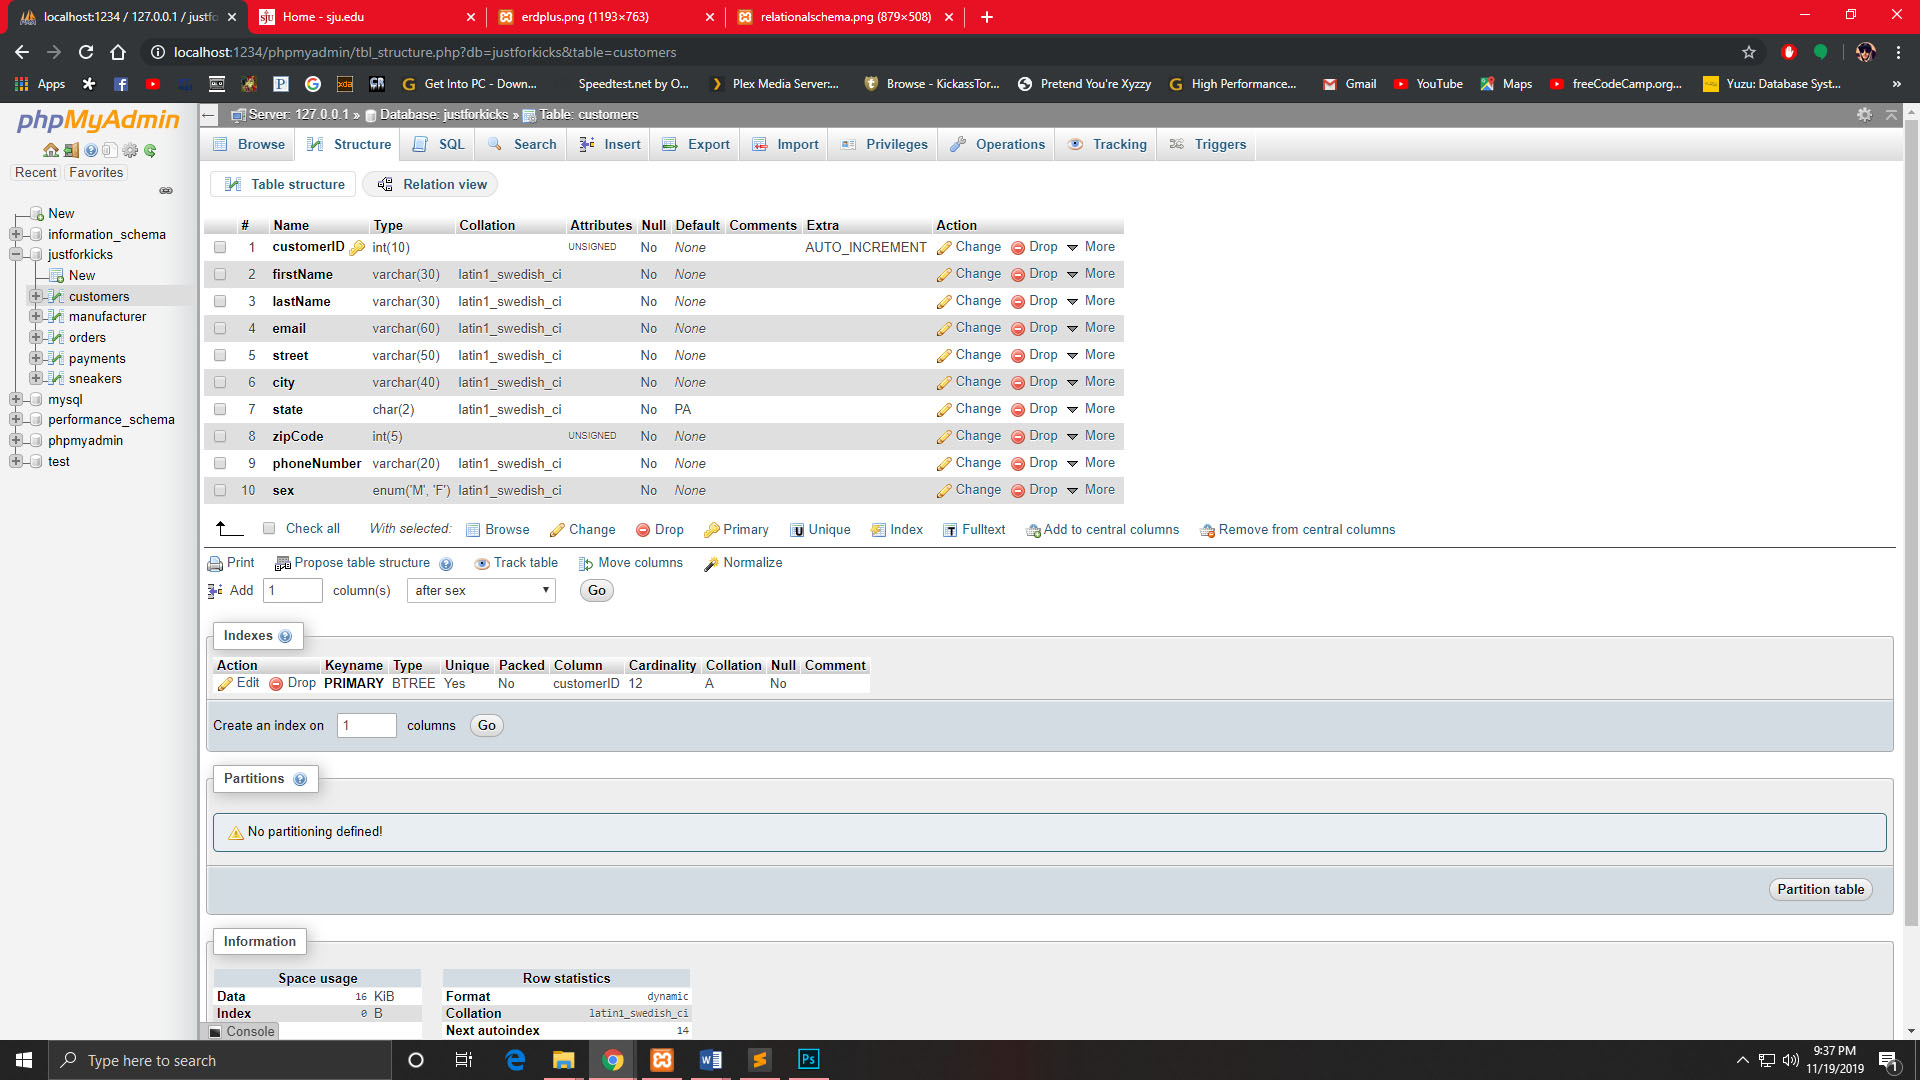 localhost:1234 / 127.0.0.1 / justfo
Home - sju.edu
erdplus.png (1193×763)
relationalschema.png (879×508)
localhost:1234/phpmyadmin/tbl_structure.php?db=justforkicks&table=customers
Apps
Get Into PC - Down...
Speedtest.net by O...
Plex Media Server:...
Browse - KickassTor...
Pretend You're Xyzzy
High Performance...
Gmail
YouTube
Maps
freeCodeCamp.org...
Yuzu: Database Syst...
»
phpMyAdmin
Recent
Favorites
New
information_schema
justforkicks
New
customers
manufacturer
orders
payments
sneakers
mysql
performance_schema
phpmyadmin
test
Server: 127.0.0.1 » Database: justforkicks » Table: customers
Browse Structure SQL Search Insert Export Import Privileges Operations Tracking Triggers
Table structure Relation view
# Name Type Collation Attributes Null Default Comments Extra Action
1 customerID int(10) UNSIGNED No None AUTO_INCREMENT Change Drop More
2 firstName varchar(30) latin1_swedish_ci No None Change Drop More
3 lastName varchar(30) latin1_swedish_ci No None Change Drop More
4 email varchar(60) latin1_swedish_ci No None Change Drop More
5 street varchar(50) latin1_swedish_ci No None Change Drop More
6 city varchar(40) latin1_swedish_ci No None Change Drop More
7 state char(2) latin1_swedish_ci No PA Change Drop More
8 zipCode int(5) UNSIGNED No None Change Drop More
9 phoneNumber varchar(20) latin1_swedish_ci No None Change Drop More
10 sex enum('M', 'F') latin1_swedish_ci No None Change Drop More
Check all With selected: Browse Change Drop Primary Unique Index Fulltext Add to central columns Remove from central columns
Print Propose table structure Track table Move columns Normalize
Add 1 column(s) after sex Go
Indexes
Action Keyname Type Unique Packed Column Cardinality Collation Null Comment
Edit Drop PRIMARY BTREE Yes No customerID 12 A No
Create an index on 1 columns Go
Partitions
No partitioning defined!
Partition table
Information
Space usage
Data 16 KiB
Index 0 B
Row statistics
Format dynamic
Collation latin1_swedish_ci
Next autoindex 14
Console
Type here to search
Ps
9:37 PM
11/19/2019
1